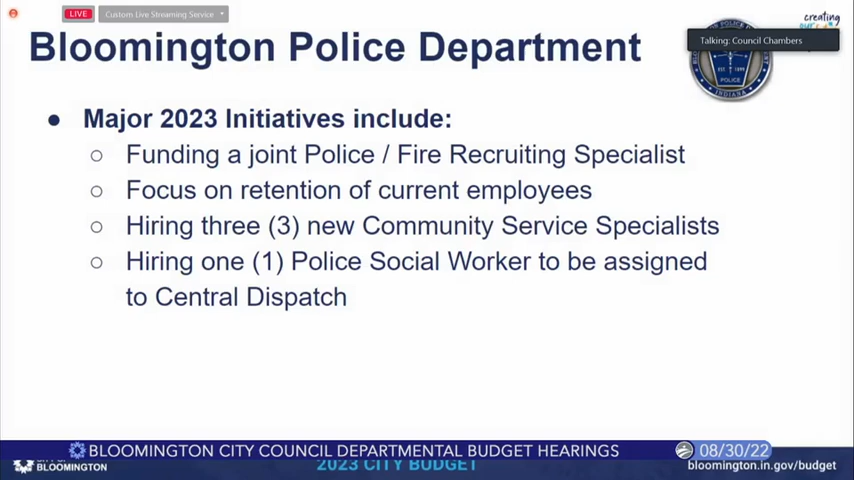 LIVE
Custom Live Streaming Service
creating
Talking: Council Chambers
Bloomington Police Department
POLICE
INDIANA
● Major 2023 Initiatives include:
○ Funding a joint Police / Fire Recruiting Specialist
○ Focus on retention of current employees
○ Hiring three (3) new Community Service Specialists
○ Hiring one (1) Police Social Worker to be assigned
to Central Dispatch
BLOOMINGTON CITY COUNCIL DEPARTMENTAL BUDGET HEARINGS
08/30/22
BLOOMINGTON
2023 CITY BUDGET
bloomington.in.gov/budget